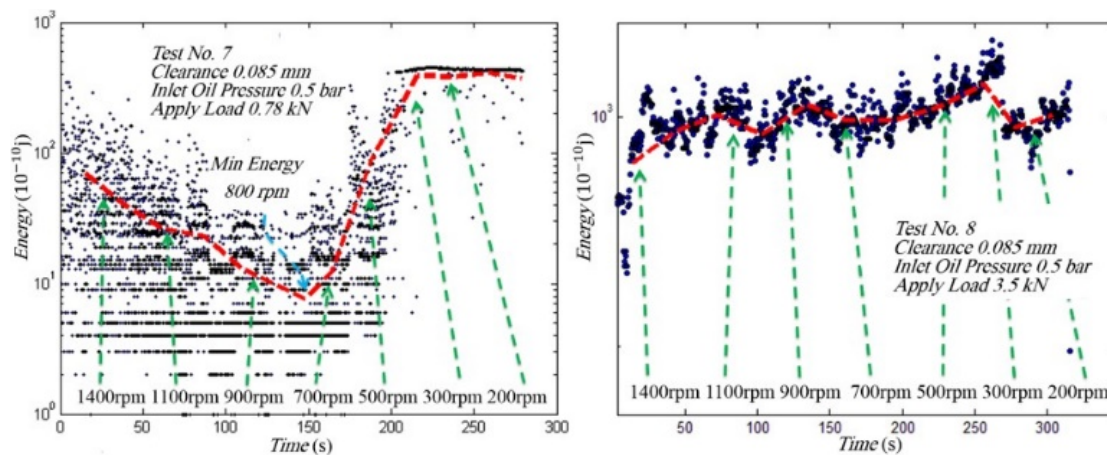 10³
Test No. 7
Clearance 0.085 mm
Inlet Oil Pressure 0.5 bar
Apply Load 0.78 kN
10²
Min Energy
800 rpm
Energy (10⁻¹⁰j)
10¹
1400rpm 1100rpm 900rpm 700rpm 500rpm 300rpm 200rpm
10⁰
0 50 100 150 200 250 300 350
Time (s)
10³
Energy (10⁻¹⁰j)
Test No. 8
Clearance 0.085 mm
Inlet Oil Pressure 0.5 bar
Apply Load 3.5 kN
1400rpm 1100rpm 900rpm 700rpm 500rpm 300rpm 200rpm
50 100 150 200 250 300
Time (s)